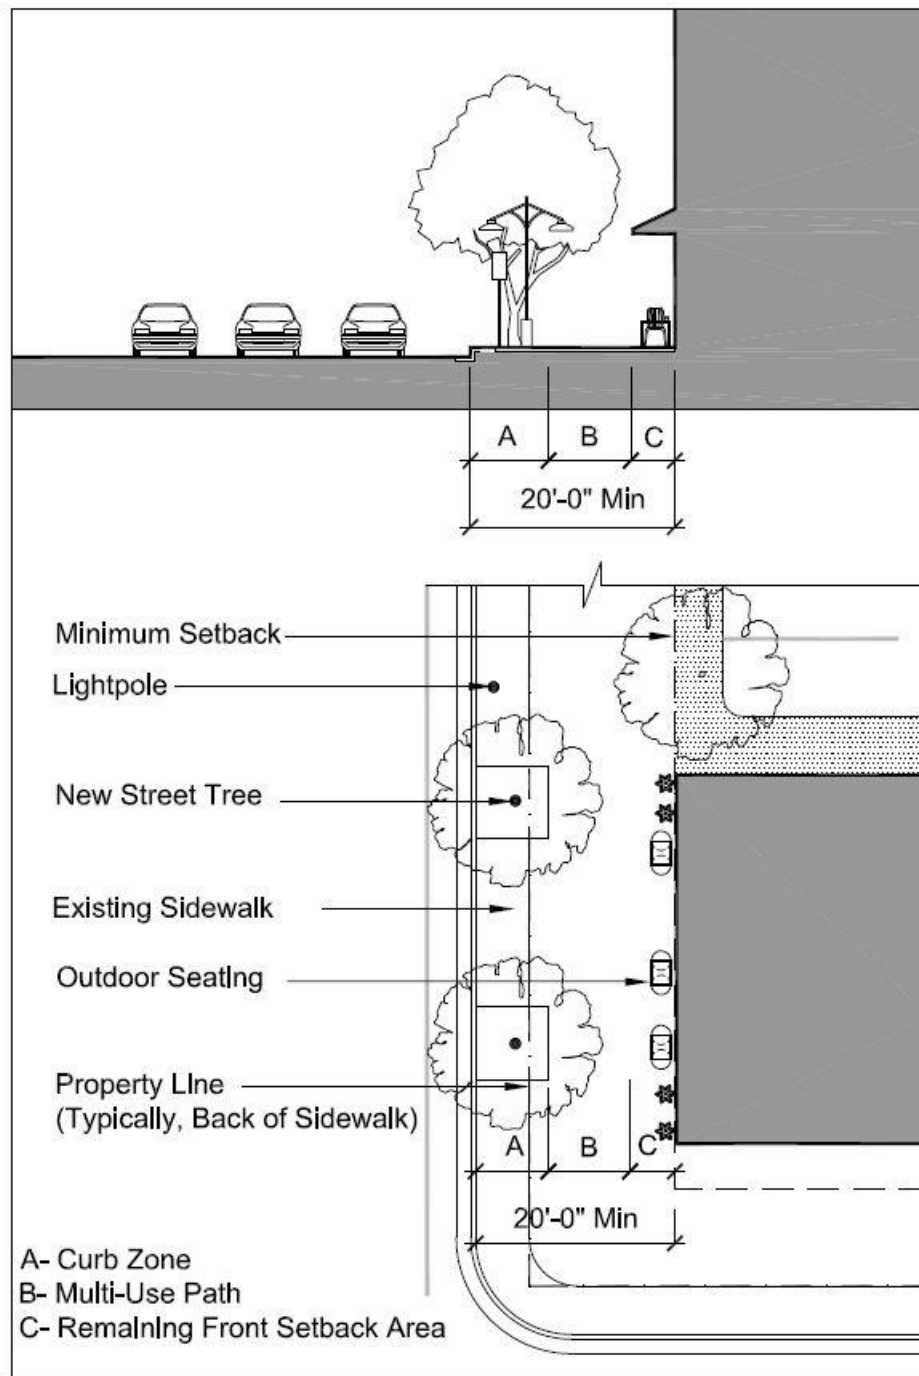 A
B
C
20'-0" Min
Minimum Setback
Lightpole
New Street Tree
Existing Sidewalk
Outdoor Seating
Property Line
(Typically, Back of Sidewalk)
A
B
C
20'-0" Min
A- Curb Zone
B- Multi-Use Path
C- Remaining Front Setback Area